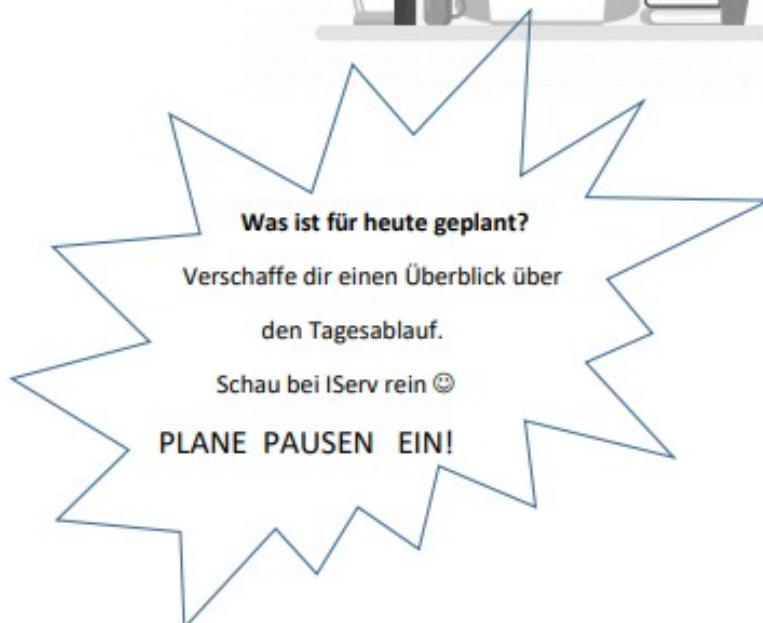 Was ist für heute geplant?
Verschaffe dir einen Überblick über
den Tagesablauf.
Schau bei IServ rein ☺
PLANE PAUSEN EIN!